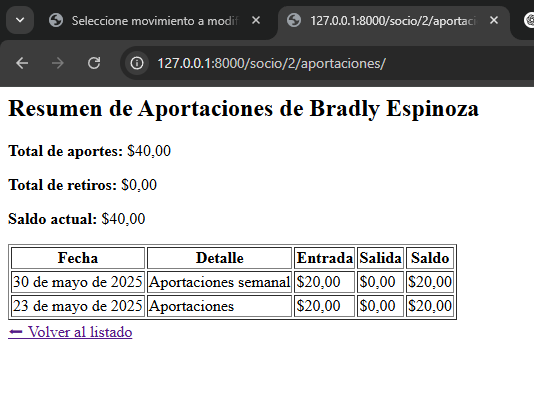 Seleccione movimiento a modif
127.0.0.1:8000/socio/2/aportaci
127.0.0.1:8000/socio/2/aportaciones/
Resumen de Aportaciones de Bradly Espinoza
Total de aportes: $40,00
Total de retiros: $0,00
Saldo actual: $40,00
Fecha Detalle Entrada Salida Saldo
30 de mayo de 2025 Aportaciones semanal $20,00 $0,00 $20,00
23 de mayo de 2025 Aportaciones $20,00 $0,00 $20,00
⬅ Volver al listado